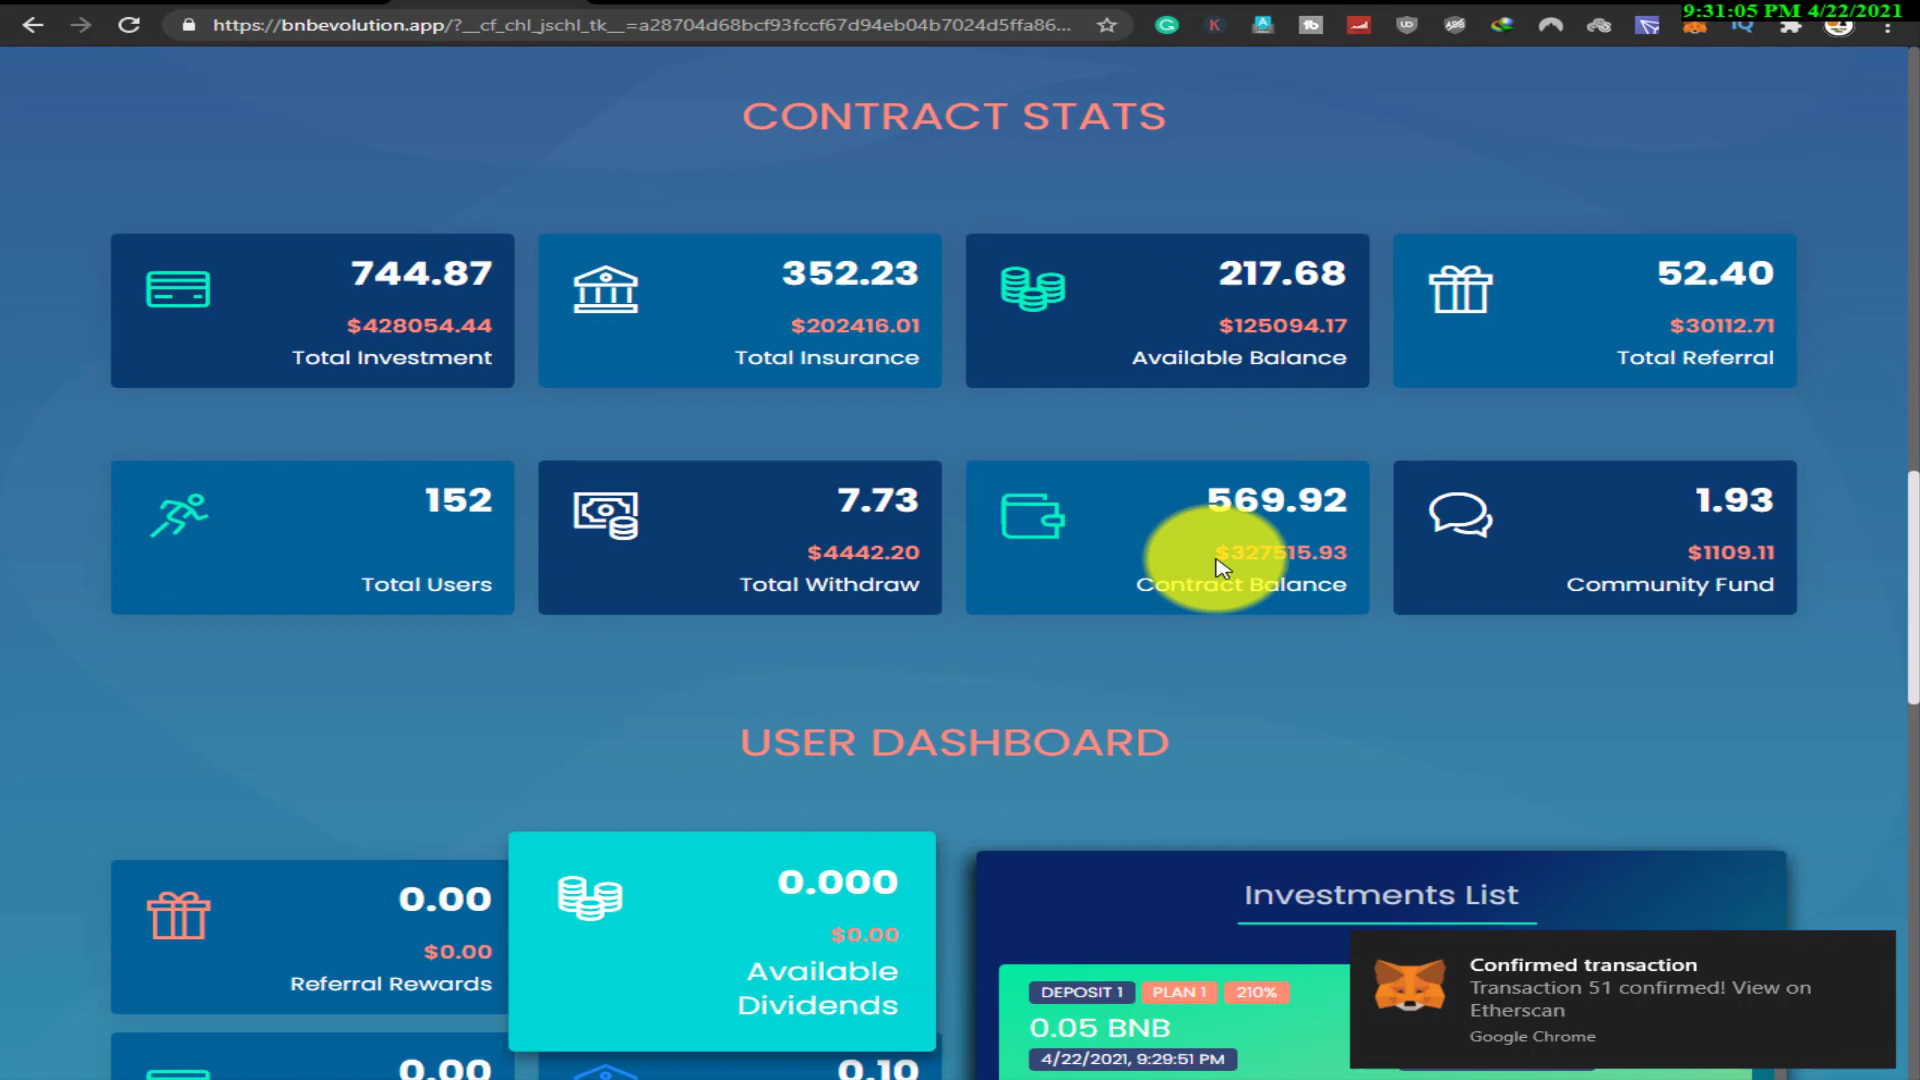 9:31:05 PM 4/22/2021
https://bnbevolution.app/?__cf_chl_jschl_tk__=a28704d68bcf93fccf67d94eb04b7024d5ffa86...
CONTRACT STATS
744.87
$428054.44
Total Investment
352.23
$202416.01
Total Insurance
217.68
$125094.17
Available Balance
52.40
$30112.71
Total Referral
152
Total Users
7.73
$4442.20
Total Withdraw
569.92
$327515.93
Contract Balance
1.93
$1109.11
Community Fund
USER DASHBOARD
0.00
$0.00
Referral Rewards
0.000
$0.00
Available
Dividends
0.00
0.10
Investments List
DEPOSIT 1 PLAN 1 210%
0.05 BNB
4/22/2021, 9:29:51 PM
Confirmed transaction
Transaction 51 confirmed! View on
Etherscan
Google Chrome